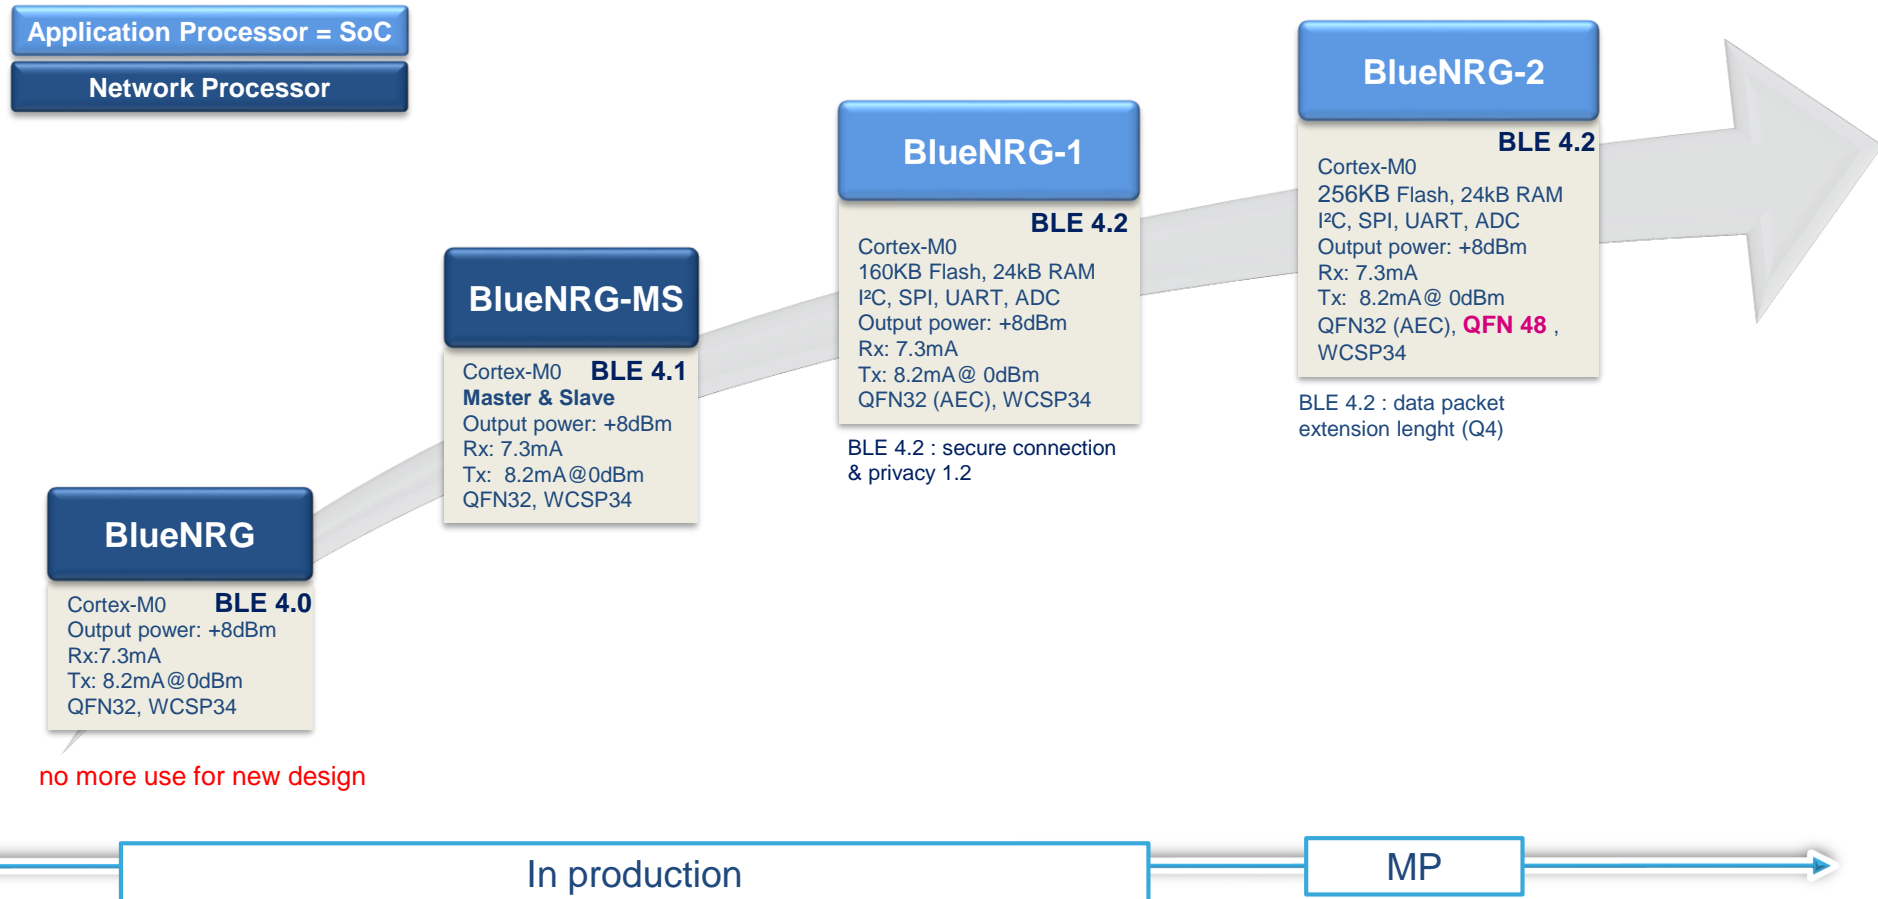 Application Processor = SoC
Network Processor
BlueNRG-2
BLE 4.2
Cortex-M0
256KB Flash, 24kB RAM
I²C, SPI, UART, ADC
Output power: +8dBm
Rx: 7.3mA
Tx: 8.2mA@ 0dBm
QFN32 (AEC), QFN 48 ,
WCSP34
BLE 4.2 : data packet
extension lenght (Q4)
BlueNRG-1
BLE 4.2
Cortex-M0
160KB Flash, 24kB RAM
I²C, SPI, UART, ADC
Output power: +8dBm
Rx: 7.3mA
Tx: 8.2mA@ 0dBm
QFN32 (AEC), WCSP34
BLE 4.2 : secure connection
& privacy 1.2
BlueNRG-MS
Cortex-M0 BLE 4.1
Master & Slave
Output power: +8dBm
Rx: 7.3mA
Tx: 8.2mA@0dBm
QFN32, WCSP34
BlueNRG
Cortex-M0 BLE 4.0
Output power: +8dBm
Rx:7.3mA
Tx: 8.2mA@0dBm
QFN32, WCSP34
no more use for new design
In production
MP